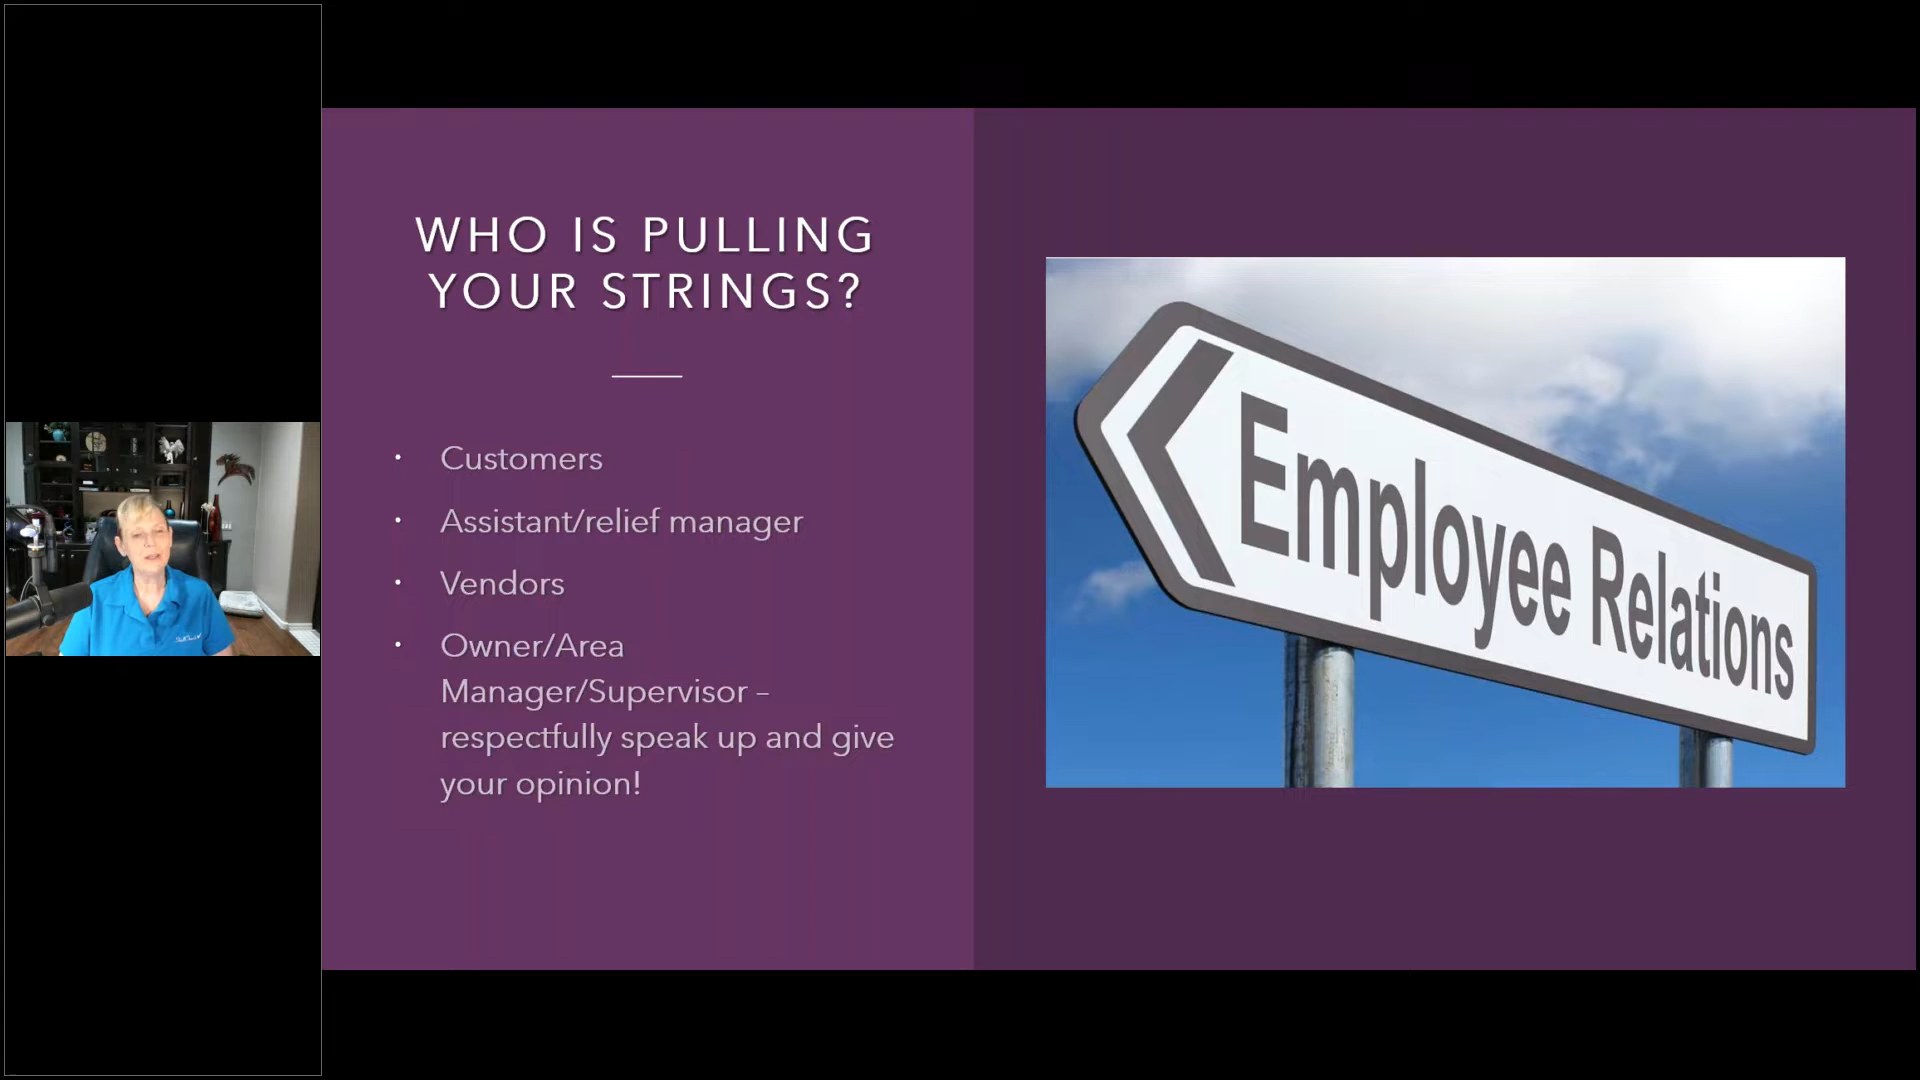 WHO IS PULLING
YOUR STRINGS?
• Customers
• Assistant/relief manager
• Vendors
• Owner/Area
Manager/Supervisor –
respectfully speak up and give
your opinion!
Employee Relations